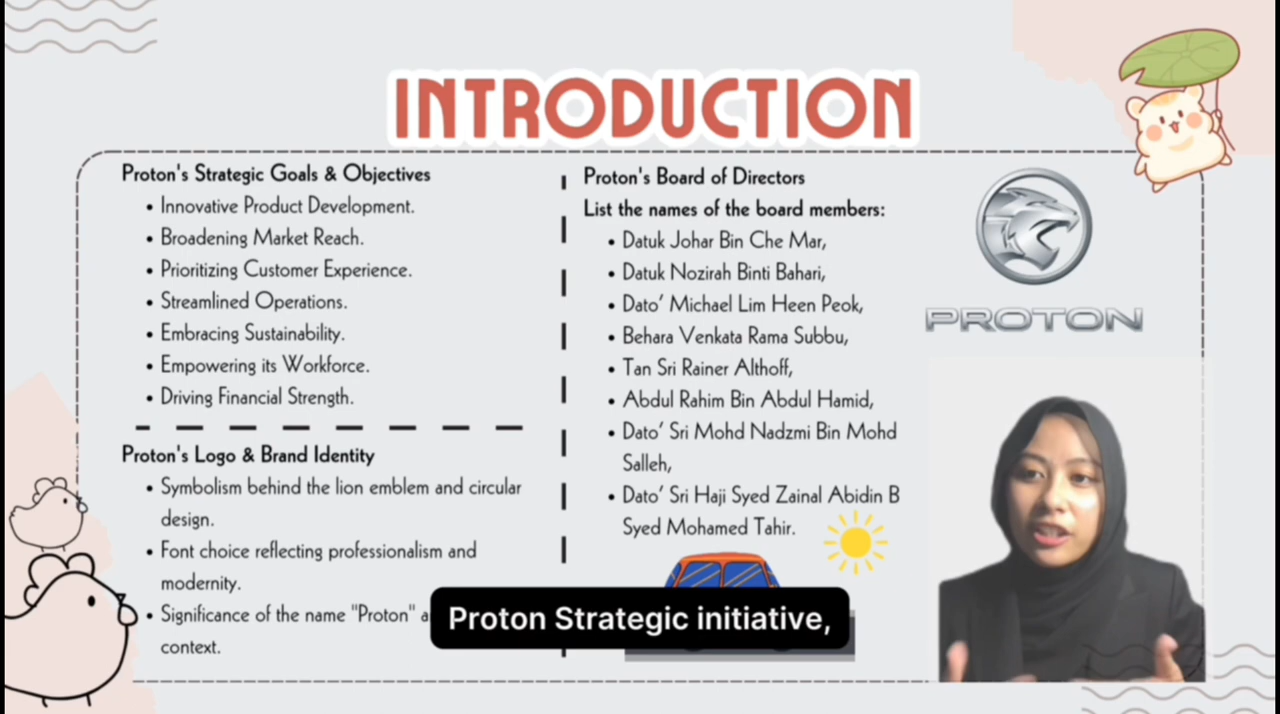 INTRODUCTION
Proton's Strategic Goals & Objectives
• Innovative Product Development.
• Broadening Market Reach.
• Prioritizing Customer Experience.
• Streamlined Operations.
• Embracing Sustainability.
• Empowering its Workforce.
• Driving Financial Strength.
Proton's Logo & Brand Identity
• Symbolism behind the lion emblem and circular
design.
• Font choice reflecting professionalism and
modernity.
• Significance of the name "Proton"
context.
Proton's Board of Directors
List the names of the board members:
• Datuk Johar Bin Che Mar,
• Datuk Nozirah Binti Bahari,
• Dato' Michael Lim Heen Peok,
• Behara Venkata Rama Subbu,
• Tan Sri Rainer Althoff,
• Abdul Rahim Bin Abdul Hamid,
• Dato' Sri Mohd Nadzmi Bin Mohd
Salleh,
• Dato' Sri Haji Syed Zainal Abidin B
Syed Mohamed Tahir.
PROTON
Proton Strategic initiative,